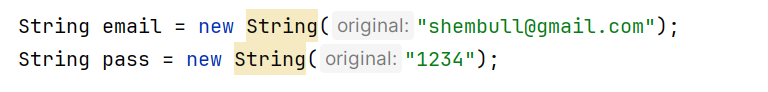 String email = new String( original: "shembull@gmail.com");
String pass = new String( original: "1234");